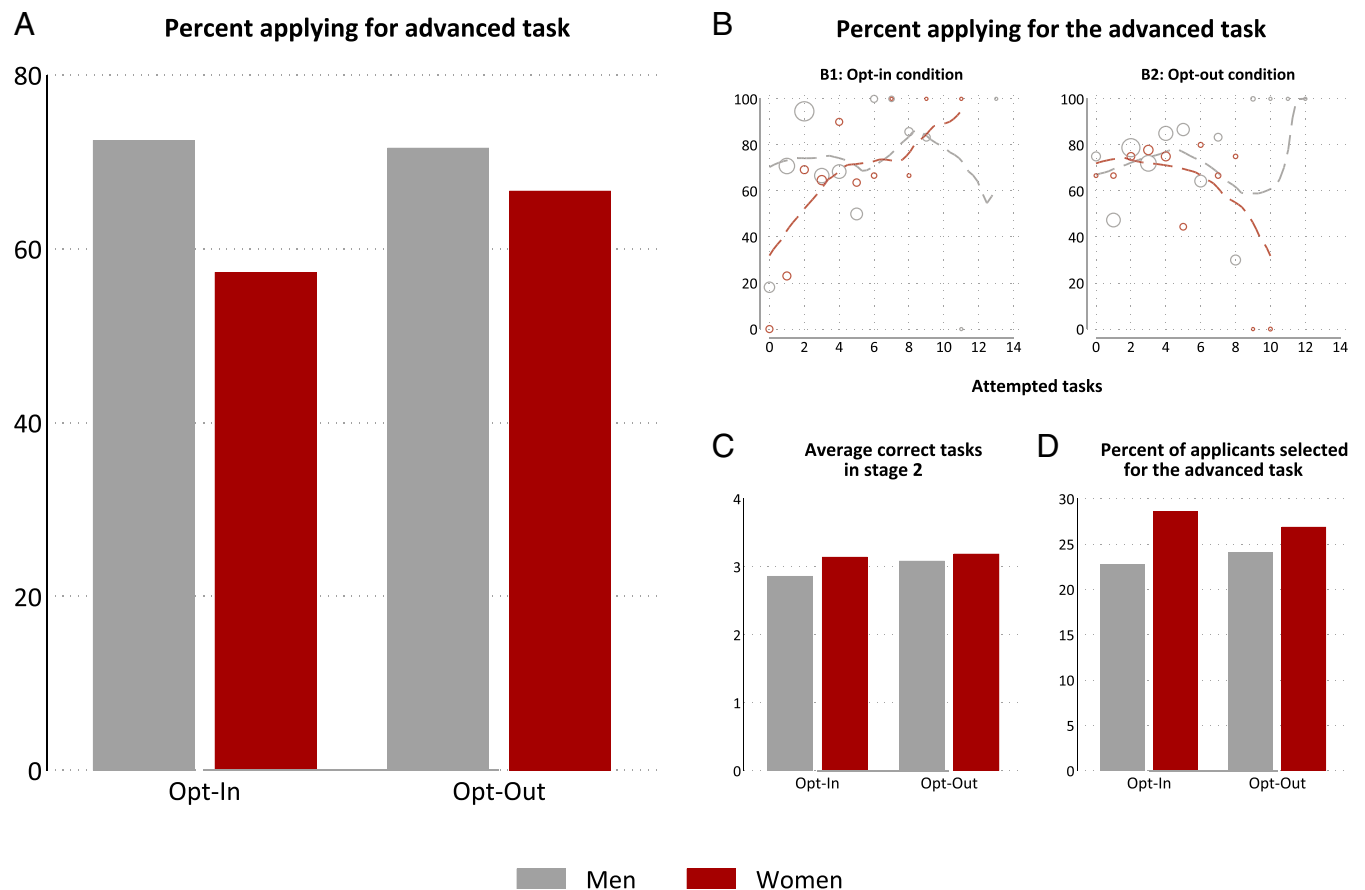 A
Percent applying for advanced task
80
60
40
20
0
Opt-In
Opt-Out
B
Percent applying for the advanced task
B1: Opt-in condition
100
80
60
40
20
0
0 2 4 6 8 10 12 14
B2: Opt-out condition
100
80
60
40
20
0
0 2 4 6 8 10 12 14
Attempted tasks
C
Average correct tasks
in stage 2
4
3
2
1
0
Opt-In
Opt-Out
D
Percent of applicants selected
for the advanced task
30
25
20
15
10
5
0
Opt-In
Opt-Out
Men
Women